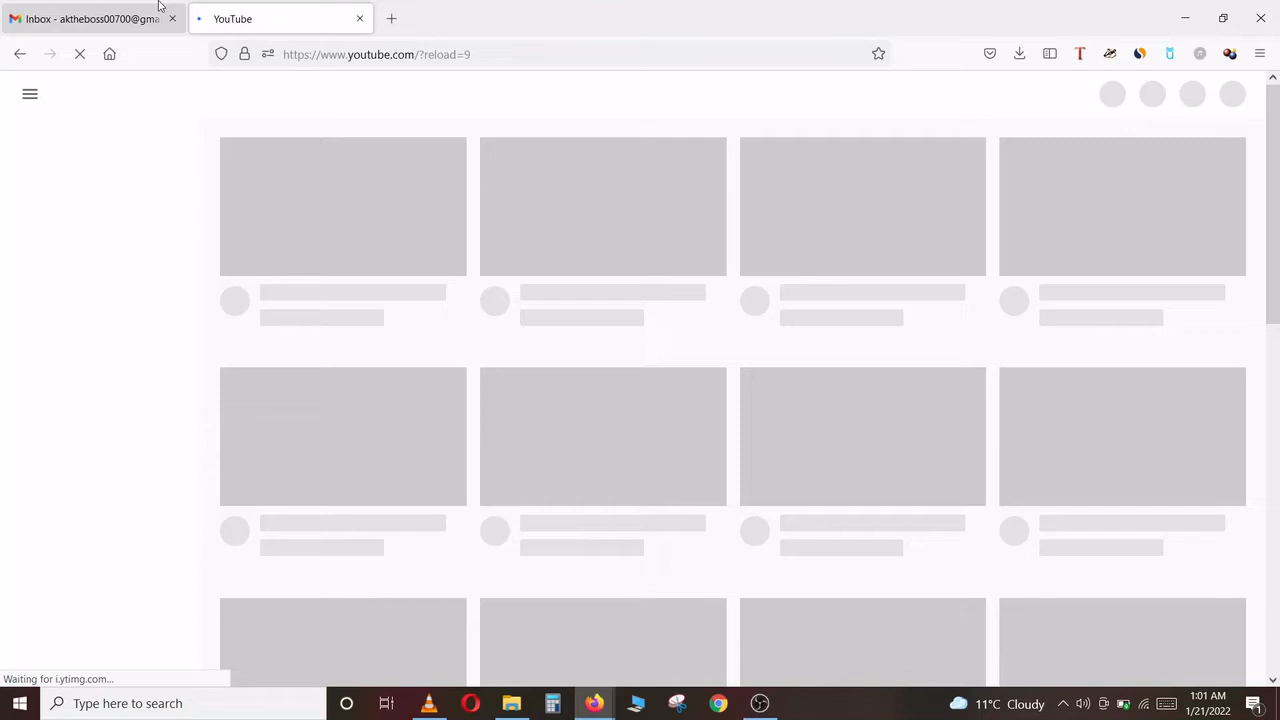 Inbox - aktheboss00700@gma
YouTube
https://www.youtube.com/?reload=9
Waiting for i.ytimg.com...
Type here to search
11°C Cloudy
1:01 AM
1/21/2022